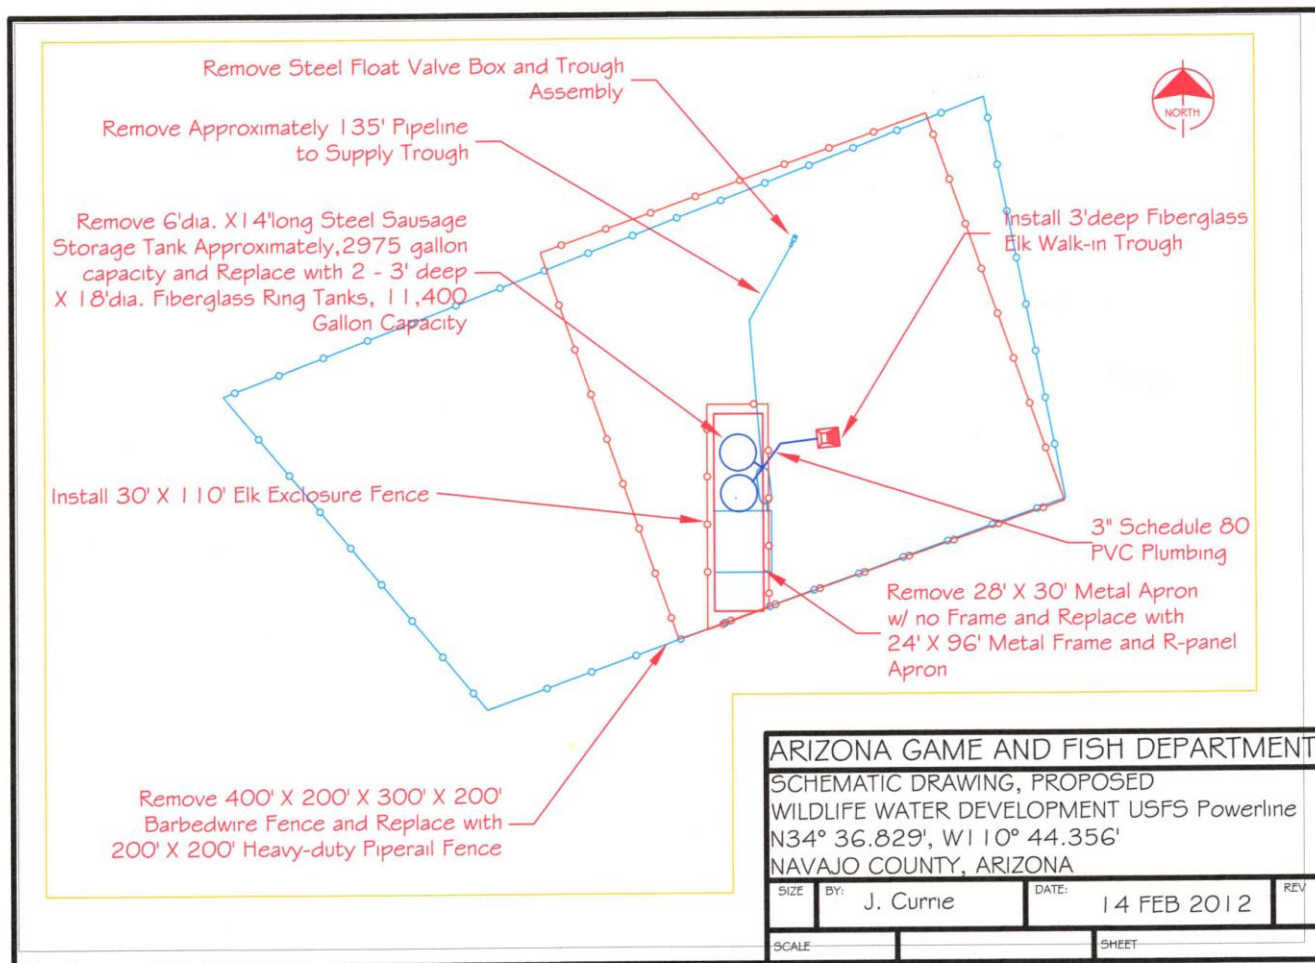 Remove Steel Float Valve Box and Trough
Assembly
NORTH
Remove Approximately 135' Pipeline
to Supply Trough
Remove 6'dia. X14'long Steel Sausage
Storage Tank Approximately,2975 gallon
capacity and Replace with 2 - 3' deep
X 18'dia. Fiberglass Ring Tanks, 11,400
Gallon Capacity
Install 3'deep Fiberglass
Elk Walk-in Trough
Install 30' X 110' Elk Exclosure Fence
3" Schedule 80
PVC Plumbing
Remove 28' X 30' Metal Apron
w/ no Frame and Replace with
24' X 96' Metal Frame and R-panel
Apron
Remove 400' X 200' X 300' X 200'
Barbedwire Fence and Replace with
200' X 200' Heavy-duty Piperail Fence
ARIZONA GAME AND FISH DEPARTMENT
SCHEMATIC DRAWING, PROPOSED
WILDLIFE WATER DEVELOPMENT USFS Powerline
N34° 36.829', W110° 44.356'
NAVAJO COUNTY, ARIZONA
SIZE
BY: J. Currie
DATE: 14 FEB 2012
REV
SCALE
SHEET